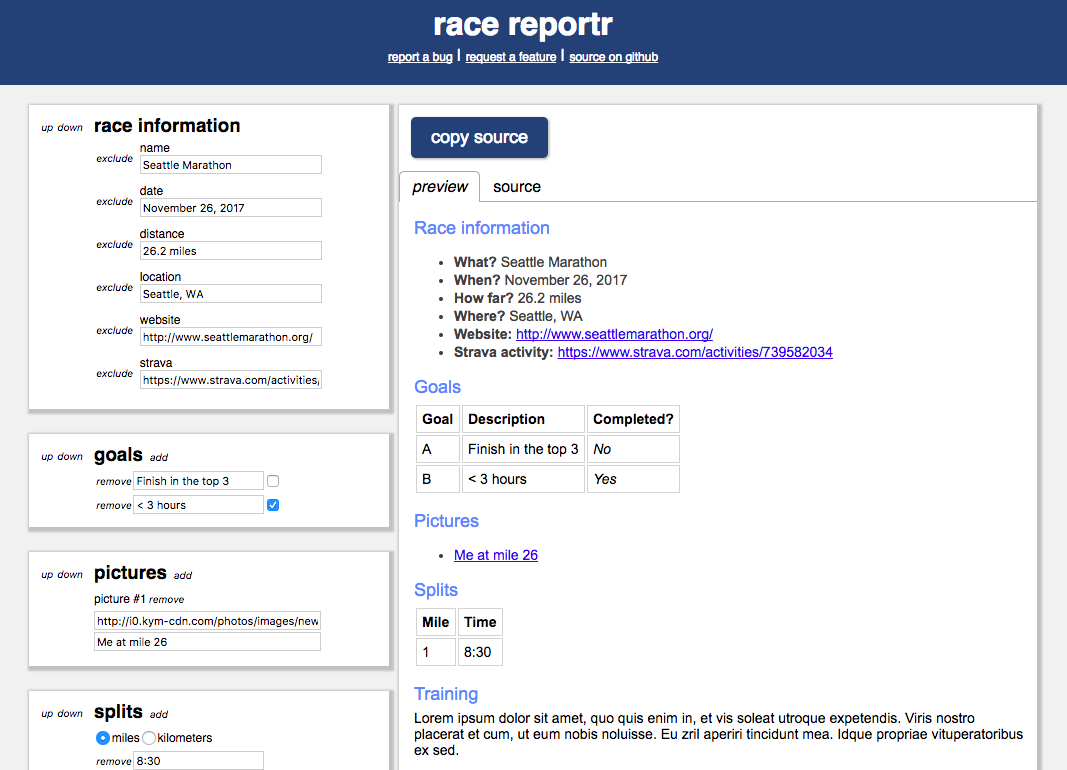 race reportr
report a bug | request a feature | source on github
up down race information
name
exclude Seattle Marathon
date
exclude November 26, 2017
distance
exclude 26.2 miles
location
exclude Seattle, WA
website
exclude http://www.seattlemarathon.org/
strava
exclude https://www.strava.com/activities,
up down goals add
remove Finish in the top 3
remove < 3 hours
up down pictures add
picture #1 remove
http://i0.kym-cdn.com/photos/images/new
Me at mile 26
up down splits add
miles kilometers
remove 8:30
copy source
preview source
Race information
• What? Seattle Marathon
• When? November 26, 2017
• How far? 26.2 miles
• Where? Seattle, WA
• Website: http://www.seattlemarathon.org/
• Strava activity: https://www.strava.com/activities/739582034
Goals
Goal Description Completed?
A Finish in the top 3 No
B < 3 hours Yes
Pictures
• Me at mile 26
Splits
Mile Time
1 8:30
Training
Lorem ipsum dolor sit amet, quo quis enim in, et vis soleat utroque expetendis. Viris nostro
placerat et cum, ut eum nobis noluisse. Eu zril aperiri tincidunt mea. Idque propriae vituperatoribus
ex sed.